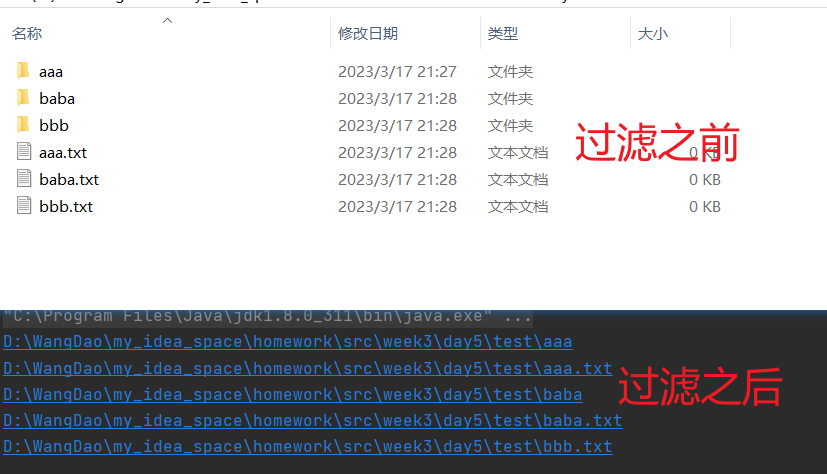 名称 修改日期 类型 大小
aaa 2023/3/17 21:27 文件夹
baba 2023/3/17 21:28 文件夹
bbb 2023/3/17 21:28 文件夹
过滤之前
aaa.txt 2023/3/17 21:28 文本文档 0 KB
baba.txt 2023/3/17 21:28 文本文档 0 KB
bbb.txt 2023/3/17 21:28 文本文档 0 KB
"C:\Program Files\Java\jdk1.8.0_311\bin\java.exe" ...
D:\WangDao\my_idea_space\homework\src\week3\day5\test\aaa
D:\WangDao\my_idea_space\homework\src\week3\day5\test\aaa.txt
过滤之后
D:\WangDao\my_idea_space\homework\src\week3\day5\test\baba
D:\WangDao\my_idea_space\homework\src\week3\day5\test\baba.txt
D:\WangDao\my_idea_space\homework\src\week3\day5\test\bbb.txt